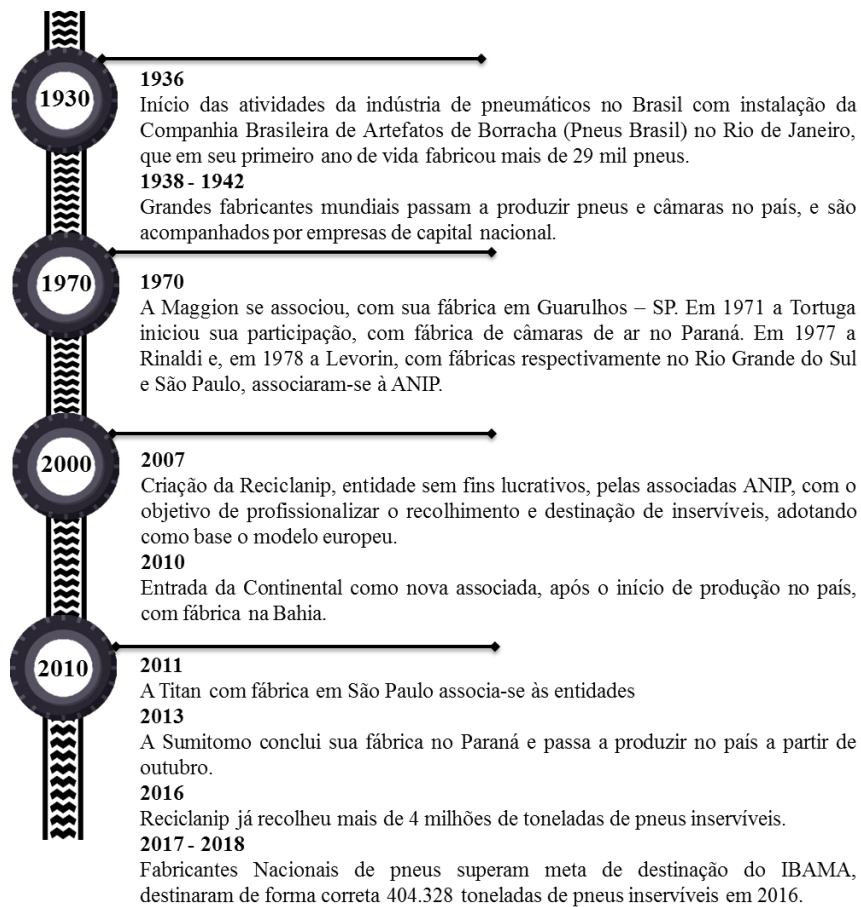 1930
1936
Início das atividades da indústria de pneumáticos no Brasil com instalação da
Companhia Brasileira de Artefatos de Borracha (Pneus Brasil) no Rio de Janeiro,
que em seu primeiro ano de vida fabricou mais de 29 mil pneus.
1938 - 1942
Grandes fabricantes mundiais passam a produzir pneus e câmaras no país, e são
acompanhados por empresas de capital nacional.
1970
1970
A Maggion se associou, com sua fábrica em Guarulhos – SP. Em 1971 a Tortuga
iniciou sua participação, com fábrica de câmaras de ar no Paraná. Em 1977 a
Rinaldi e, em 1978 a Levorin, com fábricas respectivamente no Rio Grande do Sul
e São Paulo, associaram-se à ANIP.
2000
2007
Criação da Reciclanip, entidade sem fins lucrativos, pelas associadas ANIP, com o
objetivo de profissionalizar o recolhimento e destinação de inservíveis, adotando
como base o modelo europeu.
2010
Entrada da Continental como nova associada, após o início de produção no país,
com fábrica na Bahia.
2010
2011
A Titan com fábrica em São Paulo associa-se às entidades
2013
A Sumitomo conclui sua fábrica no Paraná e passa a produzir no país a partir de
outubro.
2016
Reciclanip já recolheu mais de 4 milhões de toneladas de pneus inservíveis.
2017 - 2018
Fabricantes Nacionais de pneus superam meta de destinação do IBAMA,
destinaram de forma correta 404.328 toneladas de pneus inservíveis em 2016.